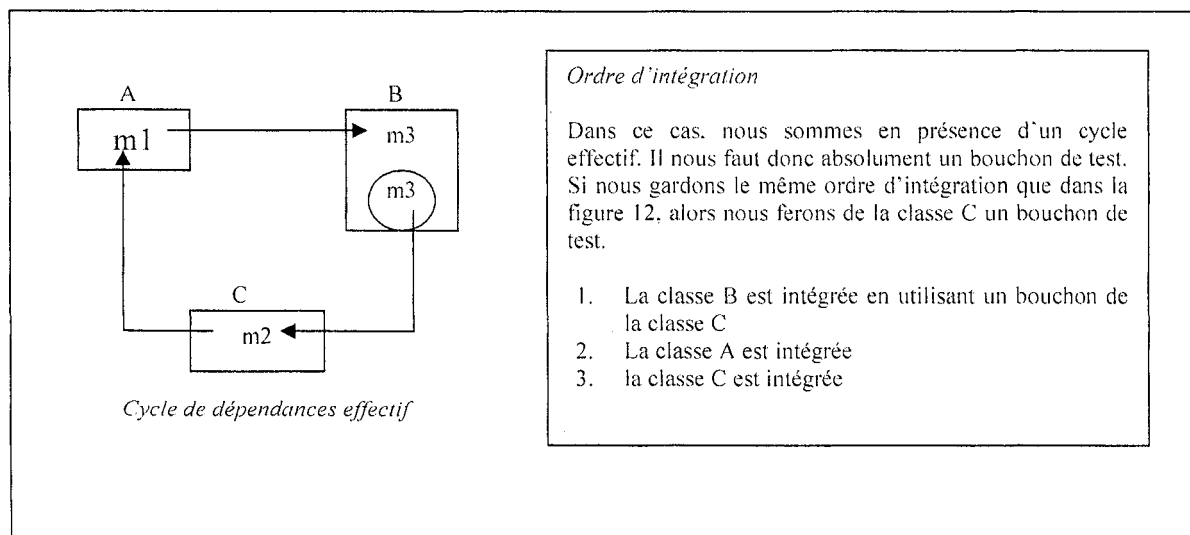 A
m1
B
m3
m3
C
m2
Cycle de dépendances effectif
Ordre d'intégration
Dans ce cas. nous sommes en présence d`un cycle
effectif. Il nous faut donc absolument un bouchon de test.
Si nous gardons le même ordre d'intégration que dans la
figure 12, alors nous ferons de la classe C un bouchon de
test.
1. La classe B est intégrée en utilisant un bouchon de
la classe C
2. La classe A est intégrée
3. la classe C est intégrée